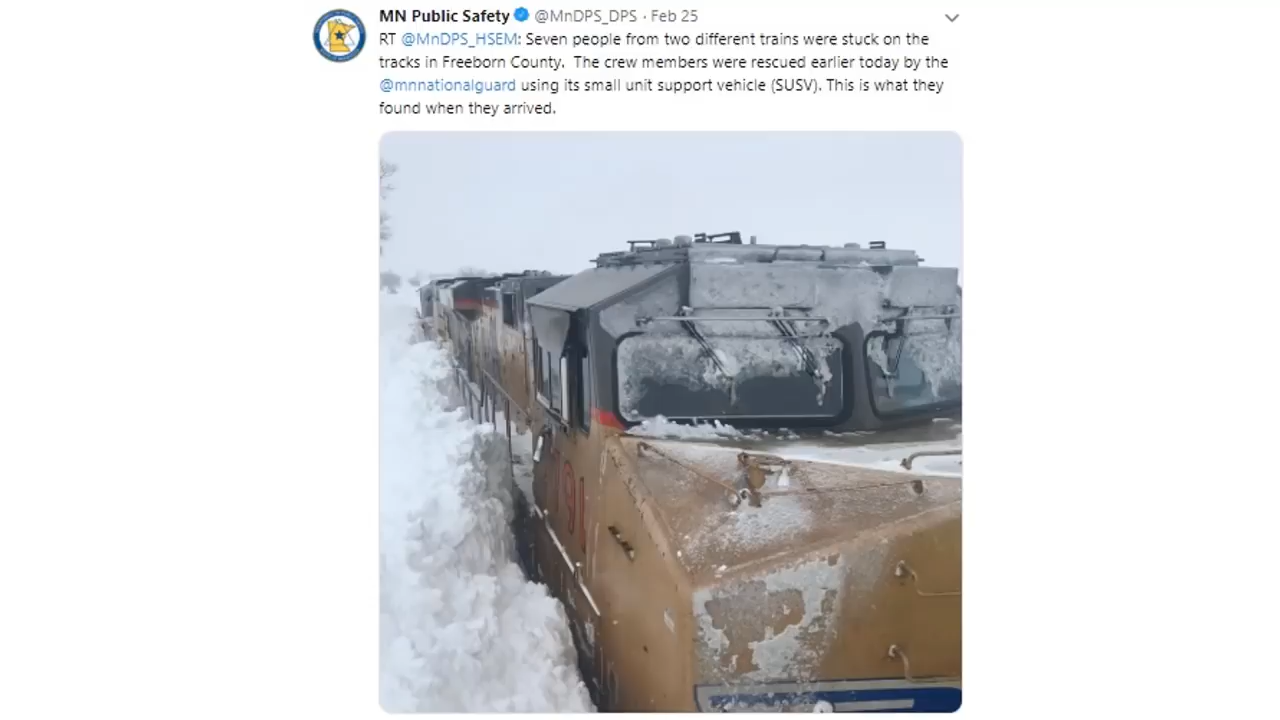 MN Public Safety @MnDPS_DPS · Feb 25
RT @MnDPS_HSEM: Seven people from two different trains were stuck on the
tracks in Freeborn County.  The crew members were rescued earlier today by the
@mnnationalguard using its small unit support vehicle (SUSV). This is what they
found when they arrived.